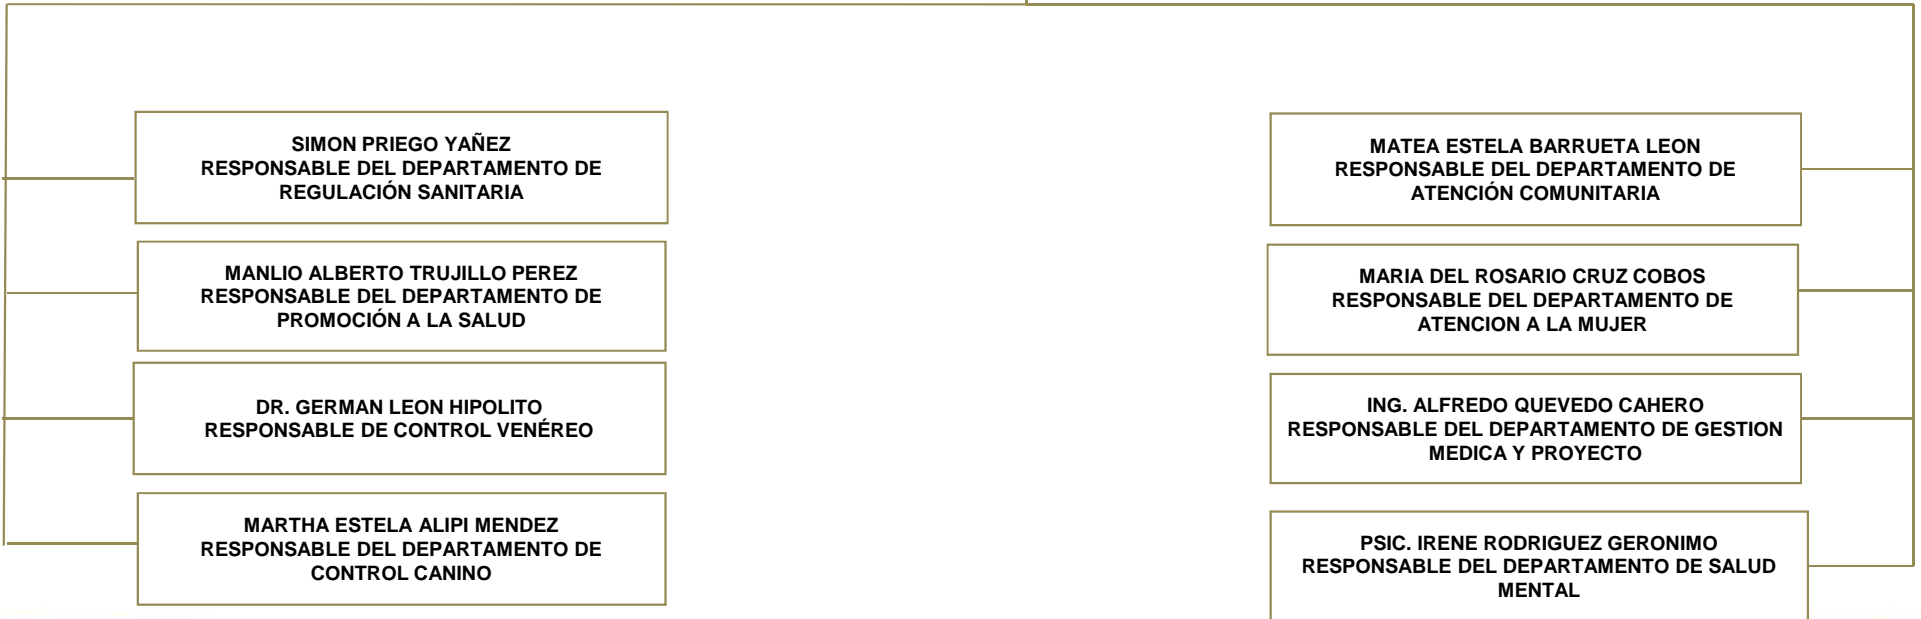 SIMON PRIEGO YAÑEZ
RESPONSABLE DEL DEPARTAMENTO DE
REGULACIÓN SANITARIA
MANLIO ALBERTO TRUJILLO PEREZ
RESPONSABLE DEL DEPARTAMENTO DE
PROMOCIÓN A LA SALUD
DR. GERMAN LEON HIPOLITO
RESPONSABLE DE CONTROL VENÉREO
MARTHA ESTELA ALIPI MENDEZ
RESPONSABLE DEL DEPARTAMENTO DE
CONTROL CANINO
MATEA ESTELA BARRUETA LEON
RESPONSABLE DEL DEPARTAMENTO DE
ATENCIÓN COMUNITARIA
MARIA DEL ROSARIO CRUZ COBOS
RESPONSABLE DEL DEPARTAMENTO DE
ATENCION A LA MUJER
ING. ALFREDO QUEVEDO CAHERO
RESPONSABLE DEL DEPARTAMENTO DE GESTION
MEDICA Y PROYECTO
PSIC. IRENE RODRIGUEZ GERONIMO
RESPONSABLE DEL DEPARTAMENTO DE SALUD
MENTAL